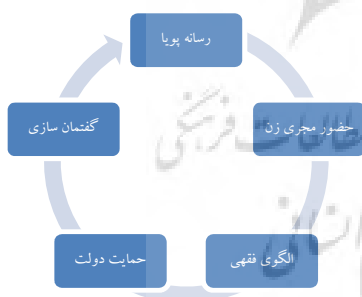 رسانه پویا
حضور مجری زن
الگوی فقهی
حمایت دولت
گفتمان سازی